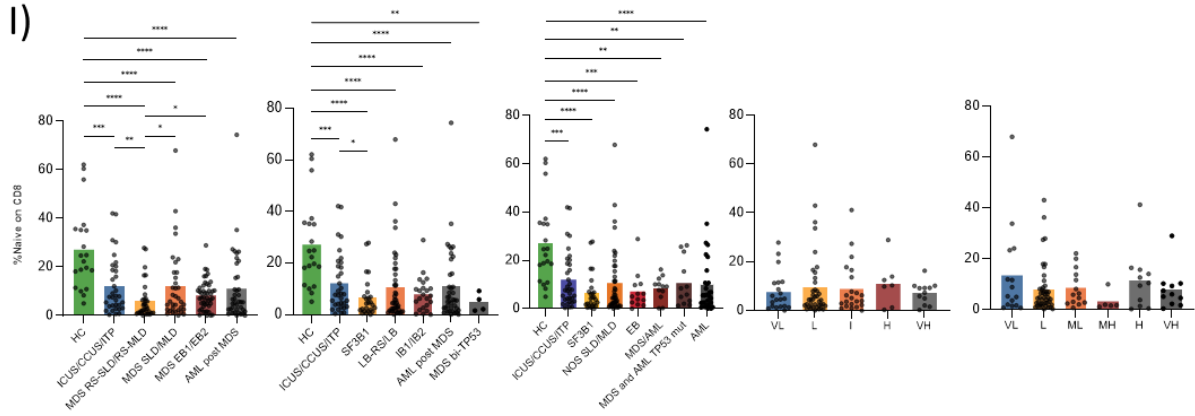 I)
%Naive on CD8
****
****
****
****
*
***
**
*
80
60
40
20
0
HC
ICUS/CCUS/ITP
MDS RS-SLD/RS-MLD
MDS SLD/MLD
MDS EB1/EB2
AML post MDS
**
****
****
****
****
***
*
80
60
40
20
0
HC
ICUS/CCUS/ITP
SF3B1
LB-RS/LB
IB1/IB2
AML post MDS
MDS bi-TP53
****
**
**
***
****
****
***
80
60
40
20
0
HC
ICUS/CCUS/ITP
SF3B1
NOS SLD/MLD
EB
MDS/AML
MDS and AML TP53 mut
AML
80
60
40
20
0
VL
L
I
H
VH
80
60
40
20
0
VL
L
ML
MH
H
VH